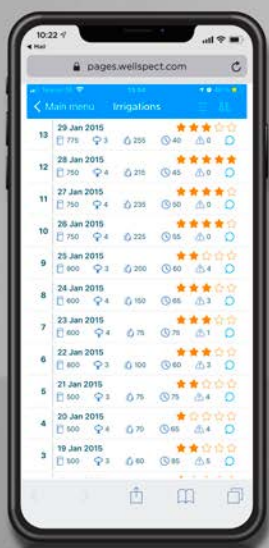 10:22
Mail
pages.wellspect.com
Main menu Irrigations
13 29 Jan 2015
775 3 255 40 0
12 28 Jan 2015
750 4 215 45 0
11 27 Jan 2015
750 4 235 50 0
10 26 Jan 2015
750 4 225 55 0
9 25 Jan 2015
900 3 200 60 4
8 24 Jan 2015
600 4 150 65 3
7 23 Jan 2015
600 4 75 75 1
6 22 Jan 2015
600 3 100 60 3
5 21 Jan 2015
500 3 75 75 4
4 20 Jan 2015
500 4 70 65 4
3 19 Jan 2015
500 3 60 85 5